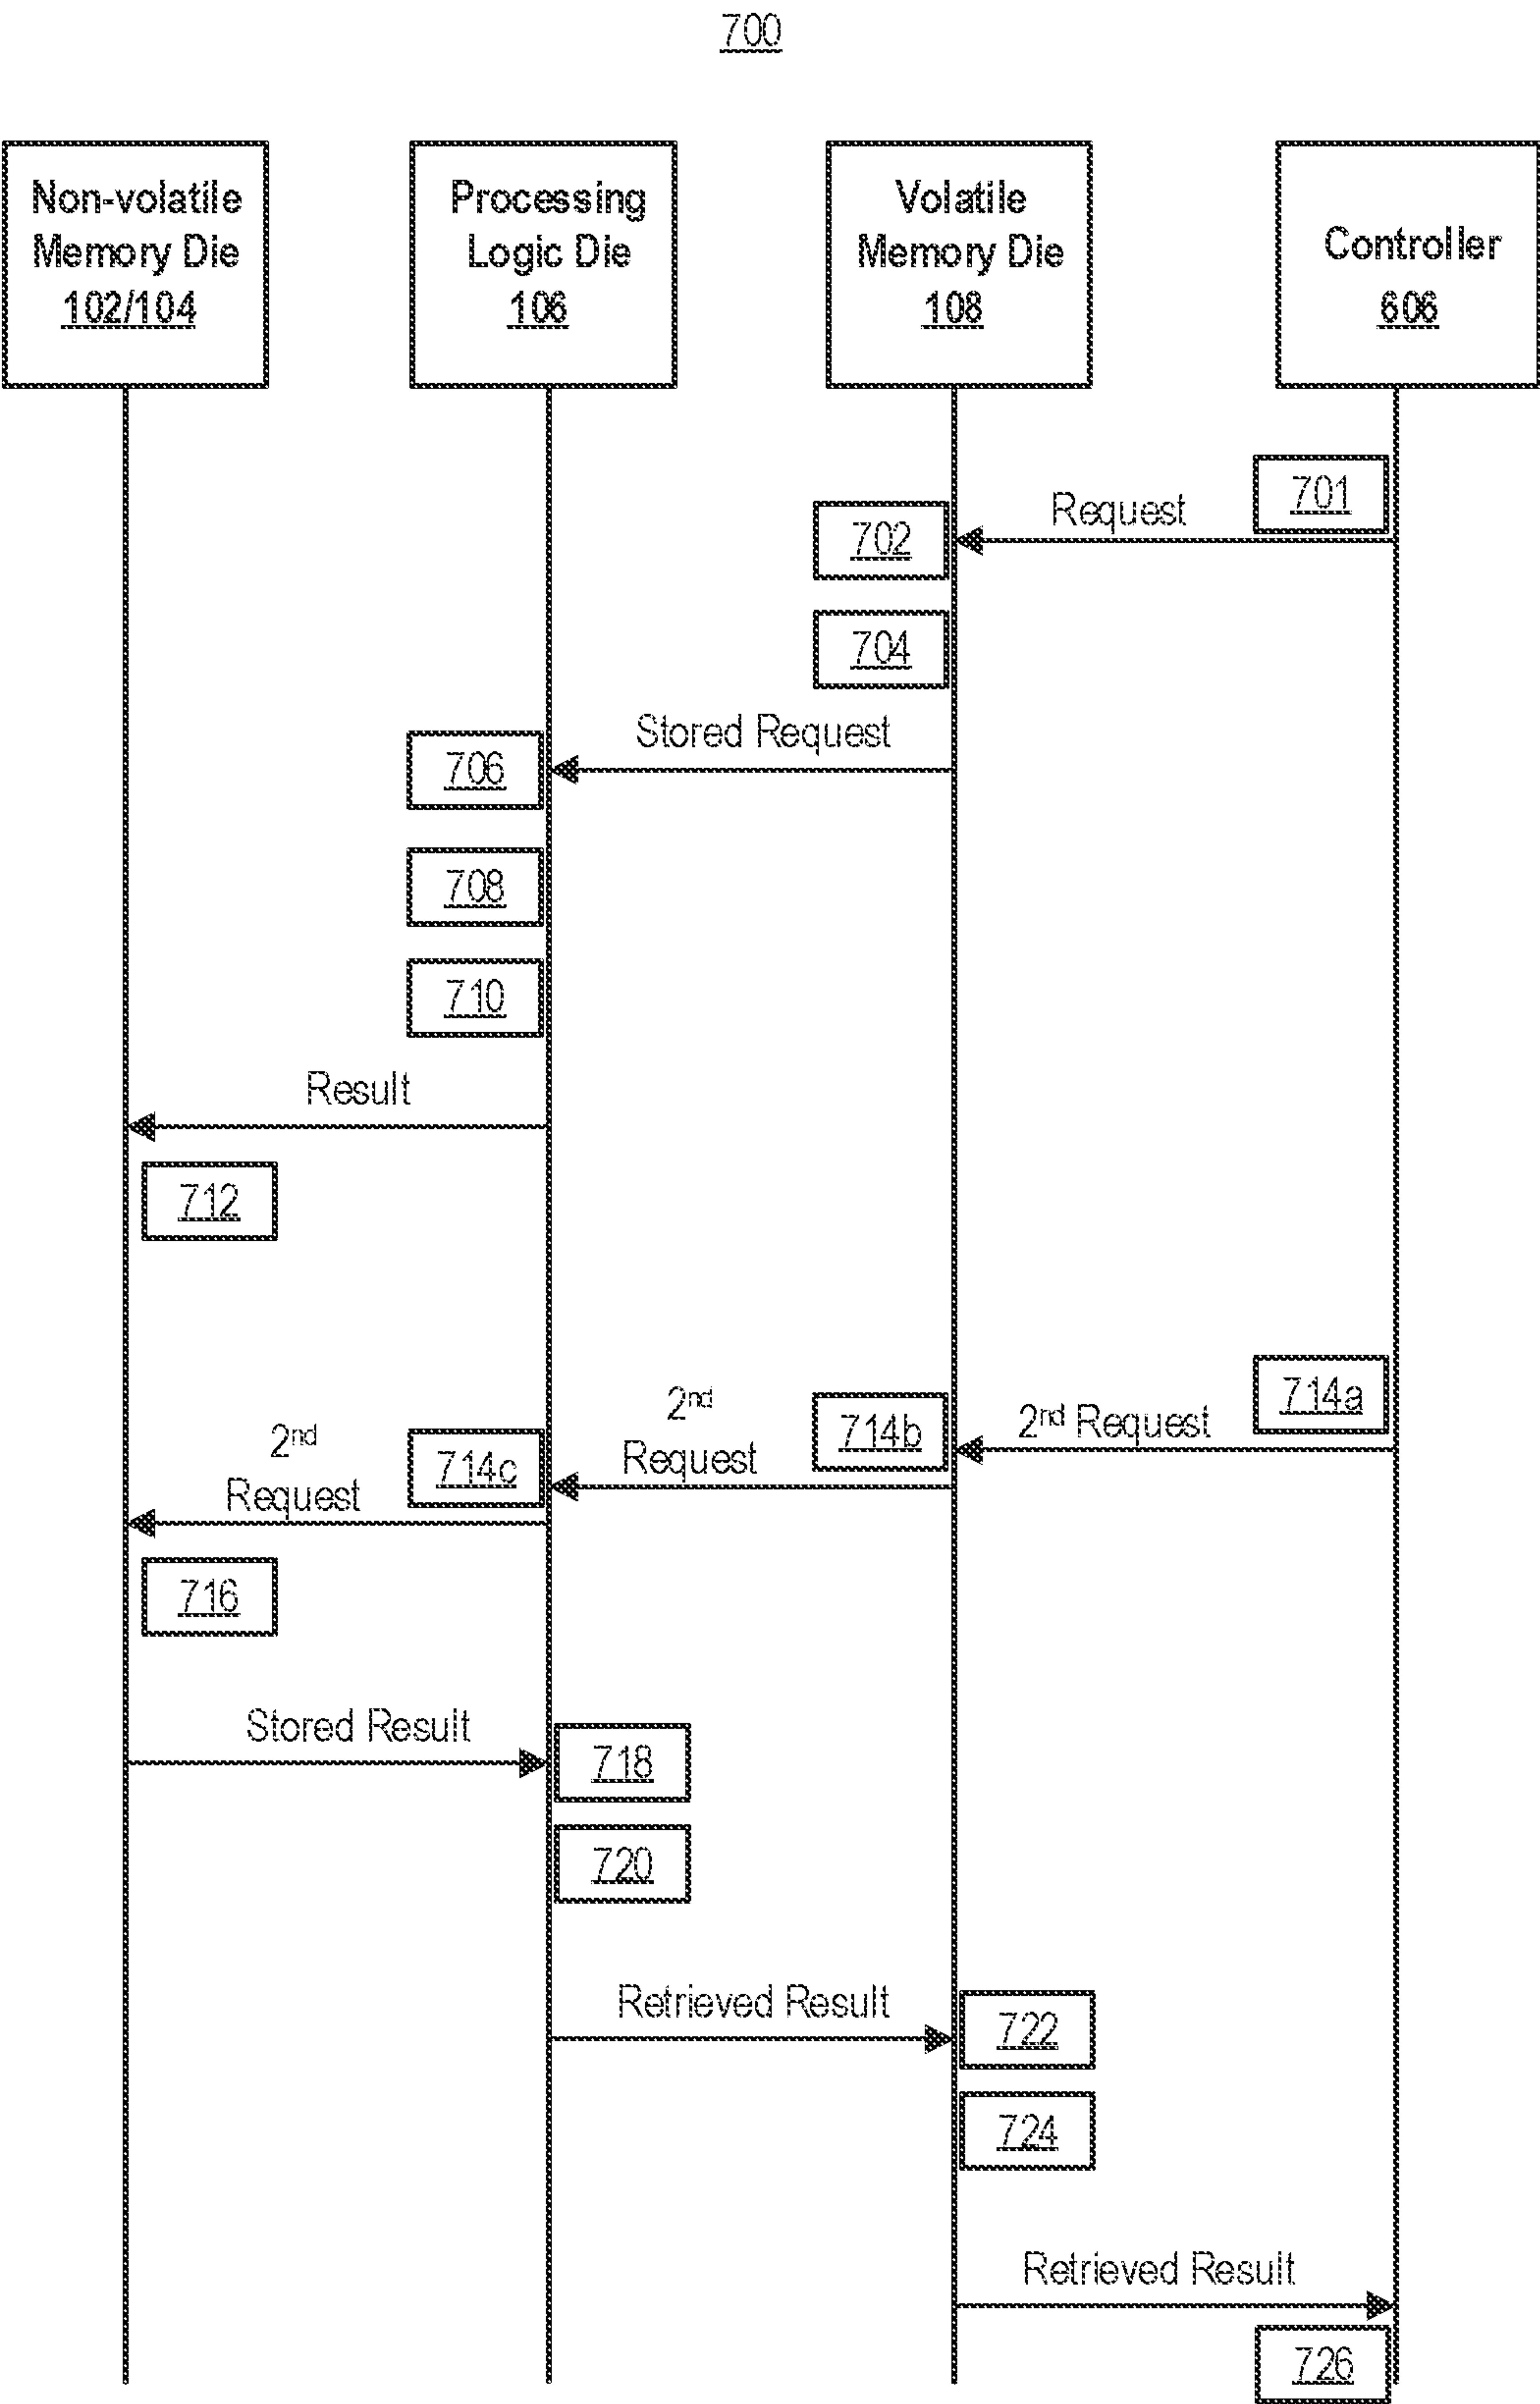 700
Non-volatile
Memory Die
102/104
Processing
Logic Die
106
Volatile
Memory Die
108
Controller
606
701
Request
702
704
Stored Request
706
708
710
Result
712
714a
2nd Request
714b
2nd
Request
714c
2nd
Request
716
Stored Result
718
720
Retrieved Result
722
724
Retrieved Result
726